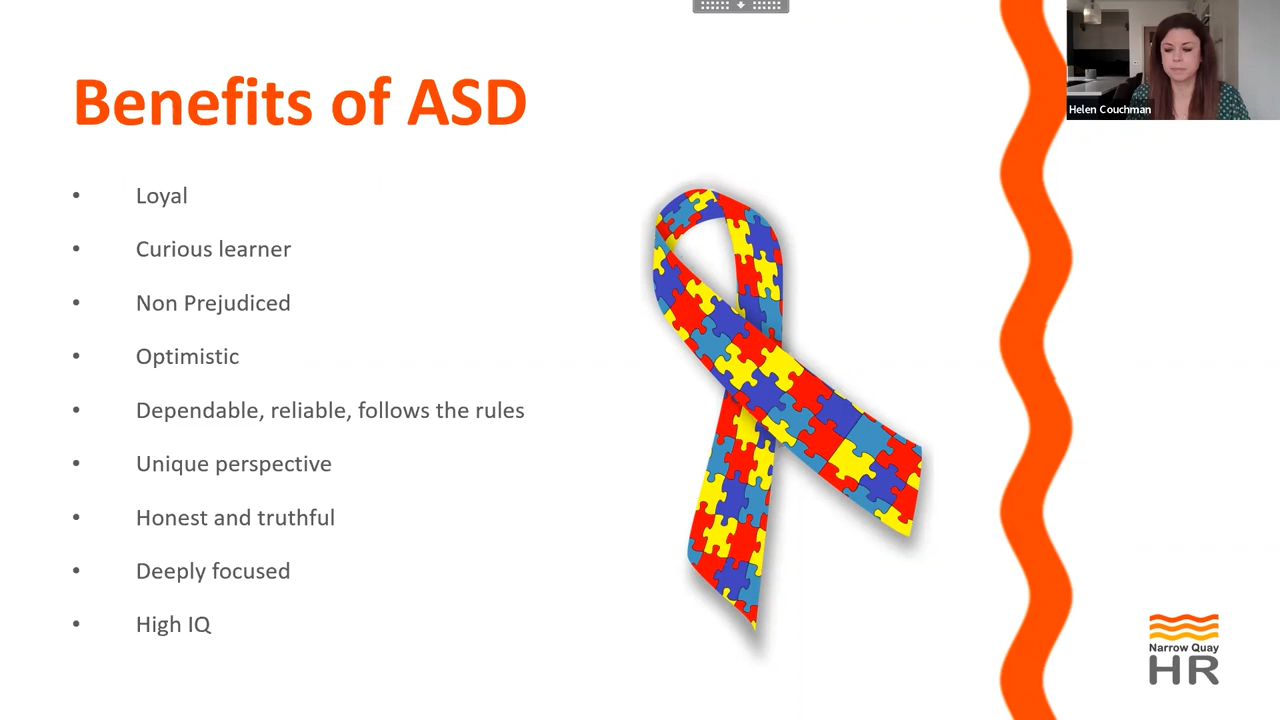 Benefits of ASD
• Loyal
• Curious learner
• Non Prejudiced
• Optimistic
• Dependable, reliable, follows the rules
• Unique perspective
• Honest and truthful
• Deeply focused
• High IQ
Helen Couchman
Narrow Quay
HR